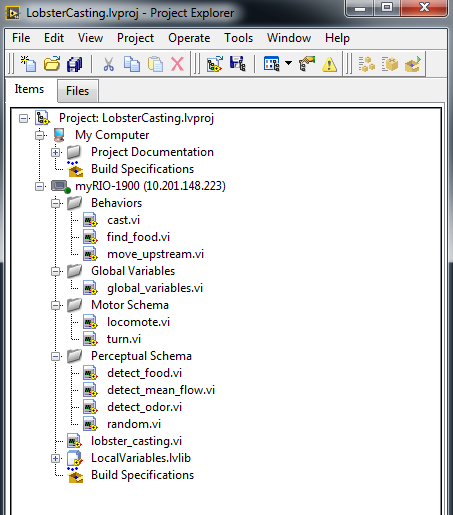 LobsterCasting.lvproj - Project Explorer
File Edit View Project Operate Tools Window Help
Items Files
Project: LobsterCasting.lvproj
My Computer
Project Documentation
Build Specifications
myRIO-1900 (10.201.148.223)
Behaviors
cast.vi
find_food.vi
move_upstream.vi
Global Variables
global_variables.vi
Motor Schema
locomote.vi
turn.vi
Perceptual Schema
detect_food.vi
detect_mean_flow.vi
detect_odor.vi
random.vi
lobster_casting.vi
LocalVariables.lvlib
Build Specifications